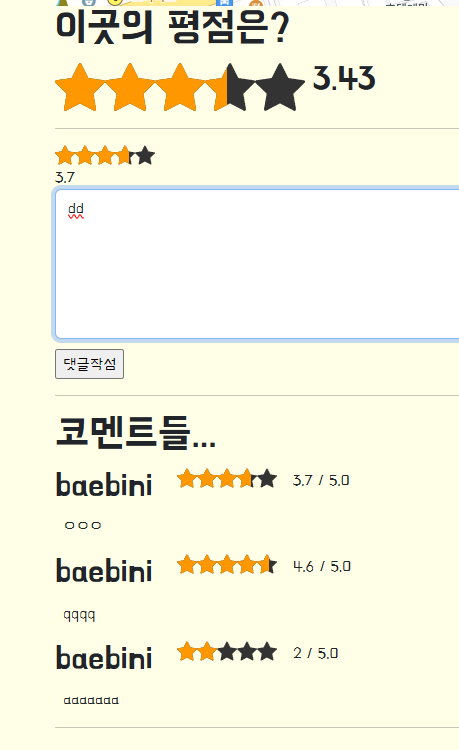 이곳의 평점은?
3.43
3.7
dd
댓글작성
코멘트들...
baebini 3.7 / 5.0
ㅇㅇㅇ
baebini 4.6 / 5.0
qqqq
baebini 2 / 5.0